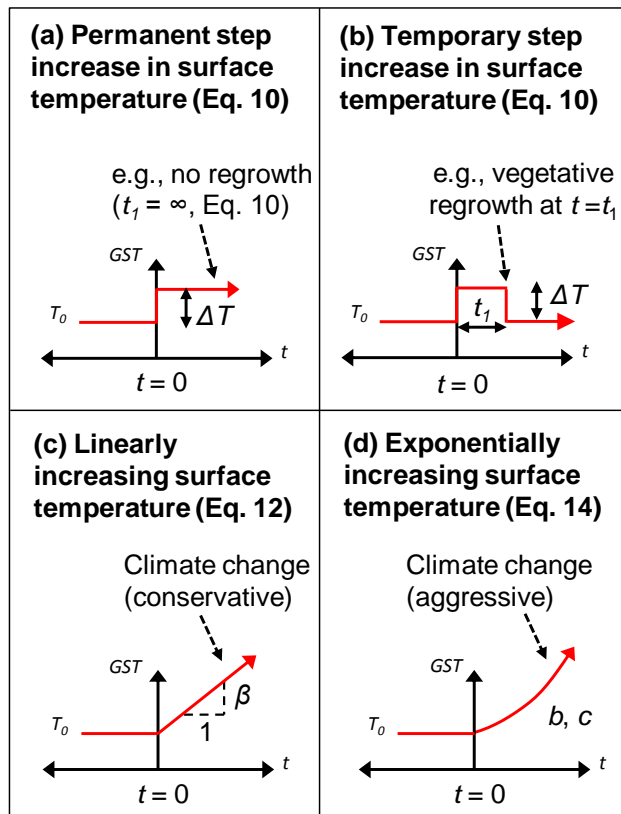 (a) Permanent step
increase in surface
temperature (Eq. 10)
e.g., no regrowth
(t₁ = ∞, Eq. 10)
GST
T₀
ΔT
t
t = 0
(b) Temporary step
increase in surface
temperature (Eq. 10)
e.g., vegetative
regrowth at t=t₁
GST
T₀
t₁
ΔT
t
t = 0
(c) Linearly
increasing surface
temperature (Eq. 12)
Climate change
(conservative)
GST
T₀
β
1
t
t = 0
(d) Exponentially
increasing surface
temperature (Eq. 14)
Climate change
(aggressive)
GST
T₀
b, c
t
t = 0